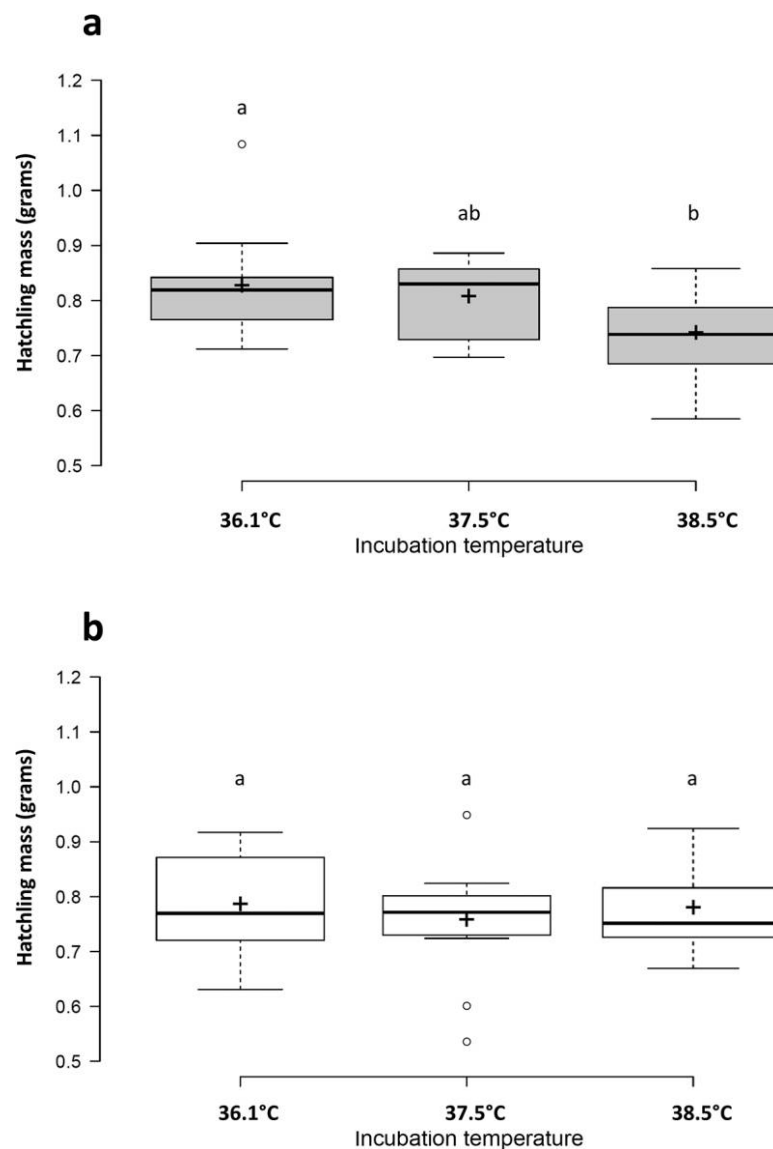 a
1.2
1.1
1.0
0.9
0.8
0.7
0.6
0.5
Hatchling mass (grams)
a
ab
b
36.1°C
37.5°C
38.5°C
Incubation temperature
b
1.2
1.1
1.0
0.9
0.8
0.7
0.6
0.5
Hatchling mass (grams)
a
a
a
36.1°C
37.5°C
38.5°C
Incubation temperature